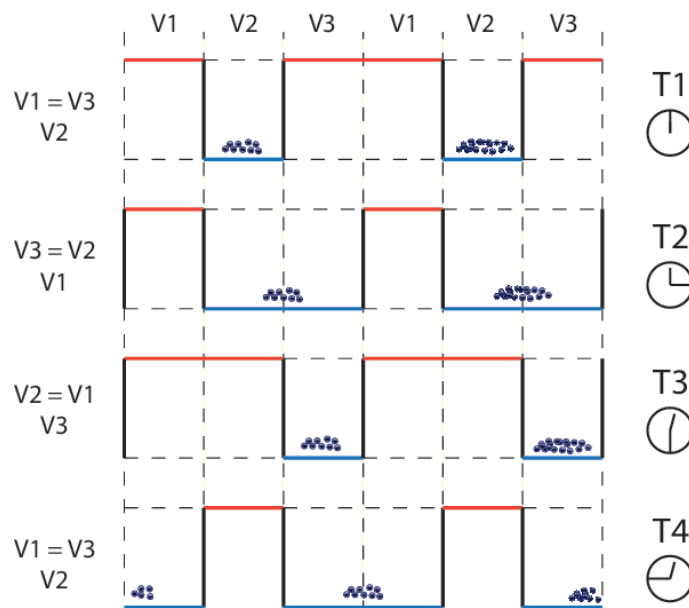 V1 V2 V3 V1 V2 V3
V1 = V3
V2
T1
V3 = V2
V1
T2
V2 = V1
V3
T3
V1 = V3
V2
T4